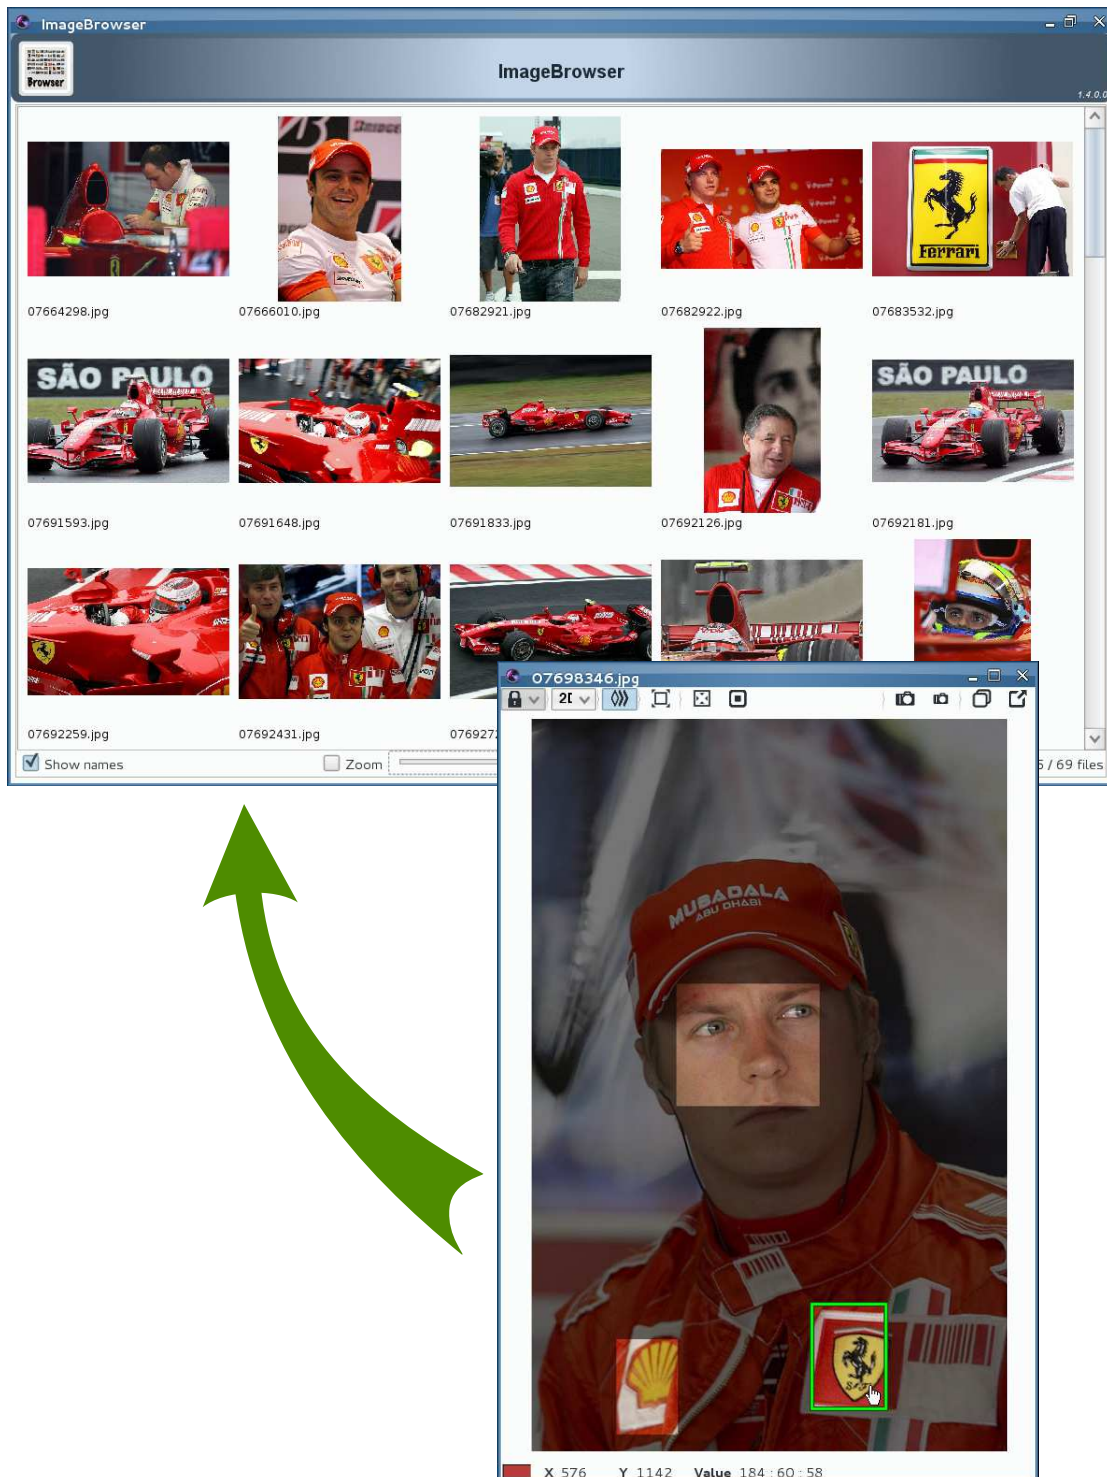 ImageBrowser
Browser
ImageBrowser
1.4.0.0
Ferrari
07664298.jpg
07666010.jpg
07682921.jpg
07682922.jpg
07683532.jpg
SÃO PAULO
SÃO PAULO
07691593.jpg
07691648.jpg
07691833.jpg
07692126.jpg
07692181.jpg
07698346.jpg
07692259.jpg
07692431.jpg
Show names
Zoom
/ 69 files
MUBADALA
ABU DHABI
X 576 Y 1142 Value 184 : 60 : 58